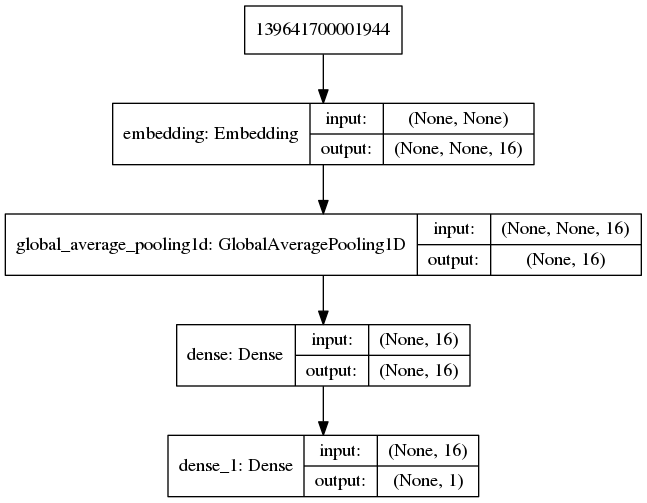 139641700001944
embedding: Embedding
input: (None, None)
output: (None, None, 16)
global_average_pooling1d: GlobalAveragePooling1D
input: (None, None, 16)
output: (None, 16)
dense: Dense
input: (None, 16)
output: (None, 16)
dense_1: Dense
input: (None, 16)
output: (None, 1)